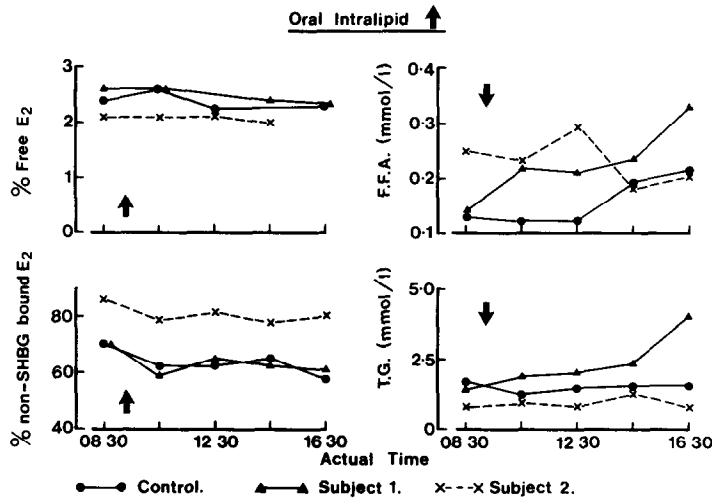 Oral Intralipid
3
2
1
0
% Free E2
0·4
0·3
0·2
0·1
F.F.A. (mmol/l)
80
60
40
% non-SHBG bound E2
08 30 12 30 16 30
5·0
2·5
0
T.G. (mmol/l)
08 30 12 30 16 30
Actual Time
Control. Subject 1. Subject 2.